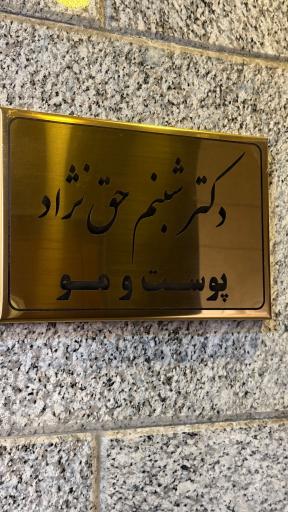 دکتر شبنم حق نژاد
پوست و مو